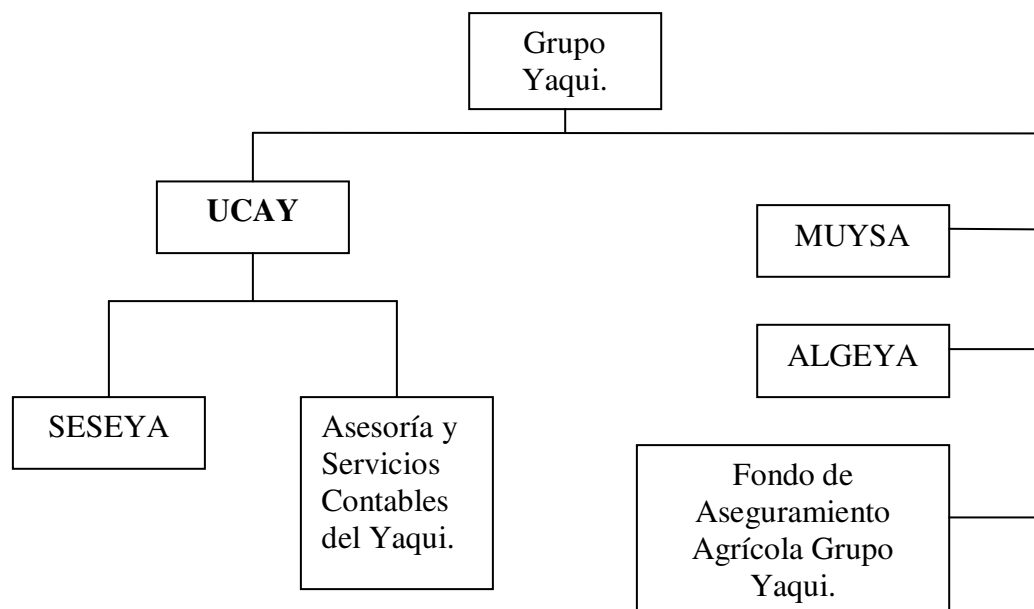 Grupo
Yaqui.
UCAY
MUYSA
ALGEYA
SESEYA
Asesoría y
Servicios
Contables
del Yaqui.
Fondo de
Aseguramiento
Agrícola Grupo
Yaqui.